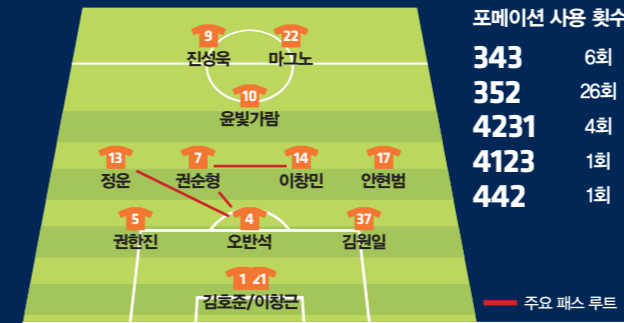 포메이션 사용 횟수
343 6회
352 26회
4231 4회
4123 1회
442 1회
9 22
진성욱 마그노
10
윤빛가람
13 7 14 17
정운 권순형 이창민 안현범
5 4 37
권한진 오반석 김원일
1 21
김호준/이창근
주요 패스 루트